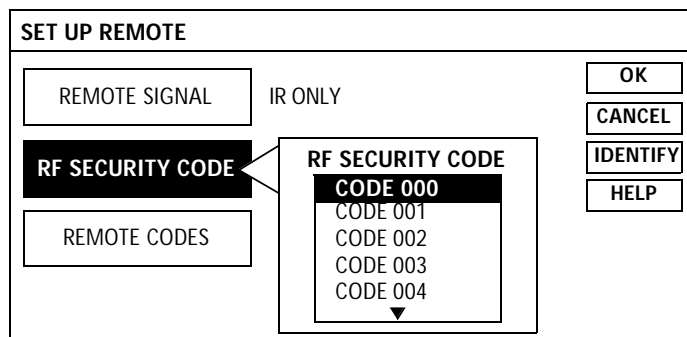 SET UP REMOTE
REMOTE SIGNAL IR ONLY
RF SECURITY CODE
REMOTE CODES
RF SECURITY CODE
CODE 000
CODE 001
CODE 002
CODE 003
CODE 004
OK
CANCEL
IDENTIFY
HELP